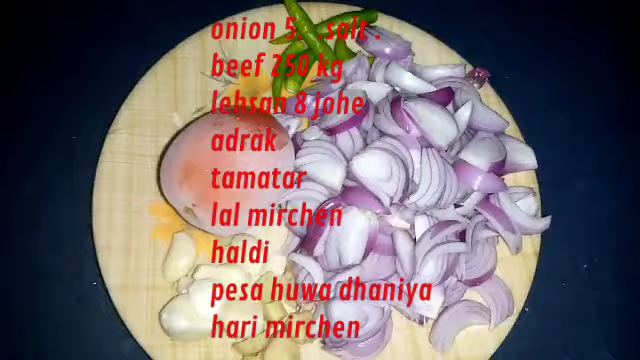 onion 5. . salt .
beef 250 kg
lehsan 8 johe
adrak
tamatar
lal mirchen
haldi
pesa huwa dhaniya
hari mirchen